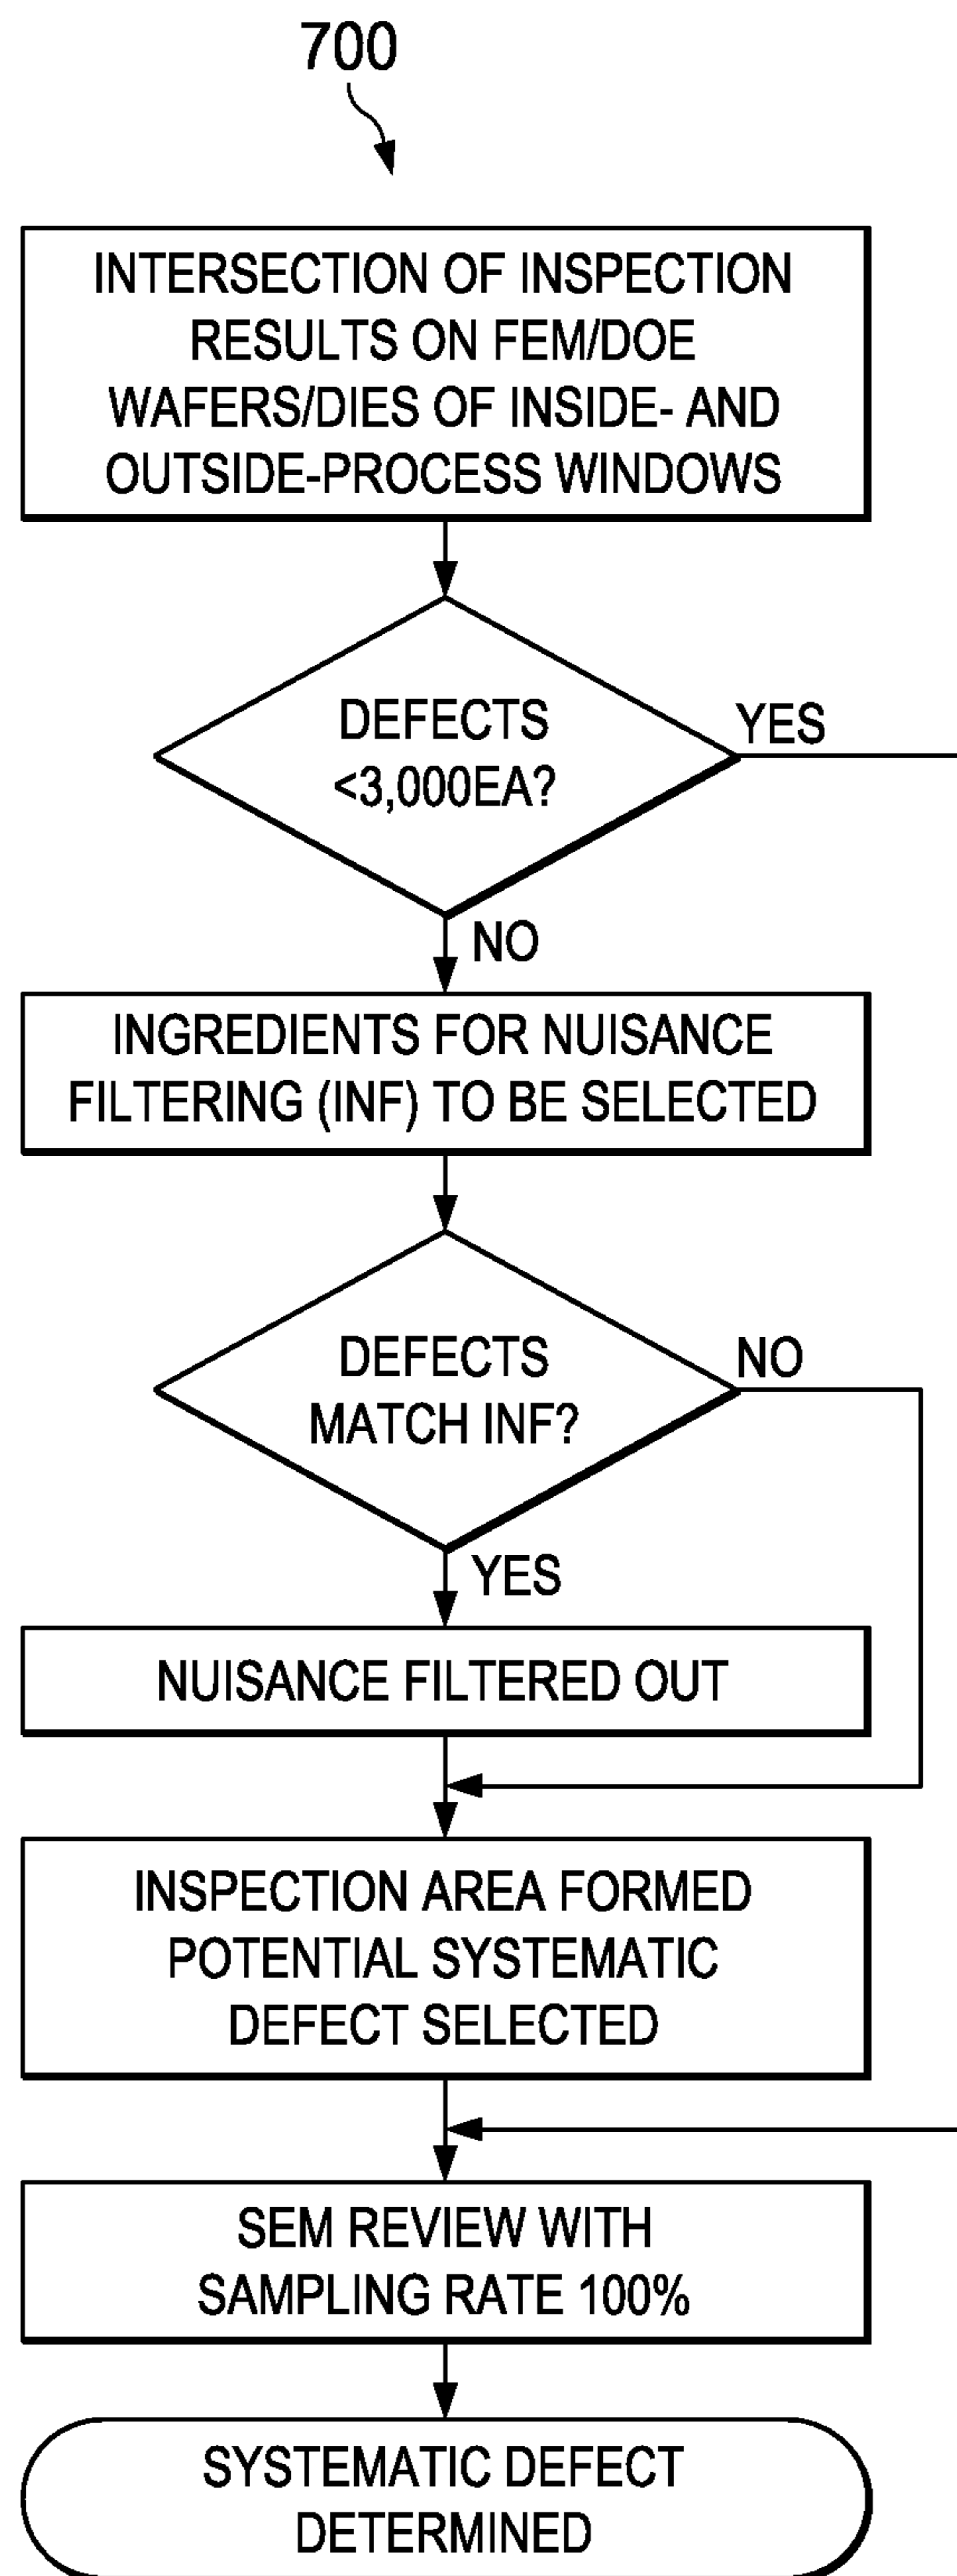 700
INTERSECTION OF INSPECTION
RESULTS ON FEM/DOE
WAFERS/DIES OF INSIDE- AND
OUTSIDE-PROCESS WINDOWS
DEFECTS
<3,000EA?
YES
NO
INGREDIENTS FOR NUISANCE
FILTERING (INF) TO BE SELECTED
DEFECTS
MATCH INF?
NO
YES
NUISANCE FILTERED OUT
INSPECTION AREA FORMED
POTENTIAL SYSTEMATIC
DEFECT SELECTED
SEM REVIEW WITH
SAMPLING RATE 100%
SYSTEMATIC DEFECT
DETERMINED